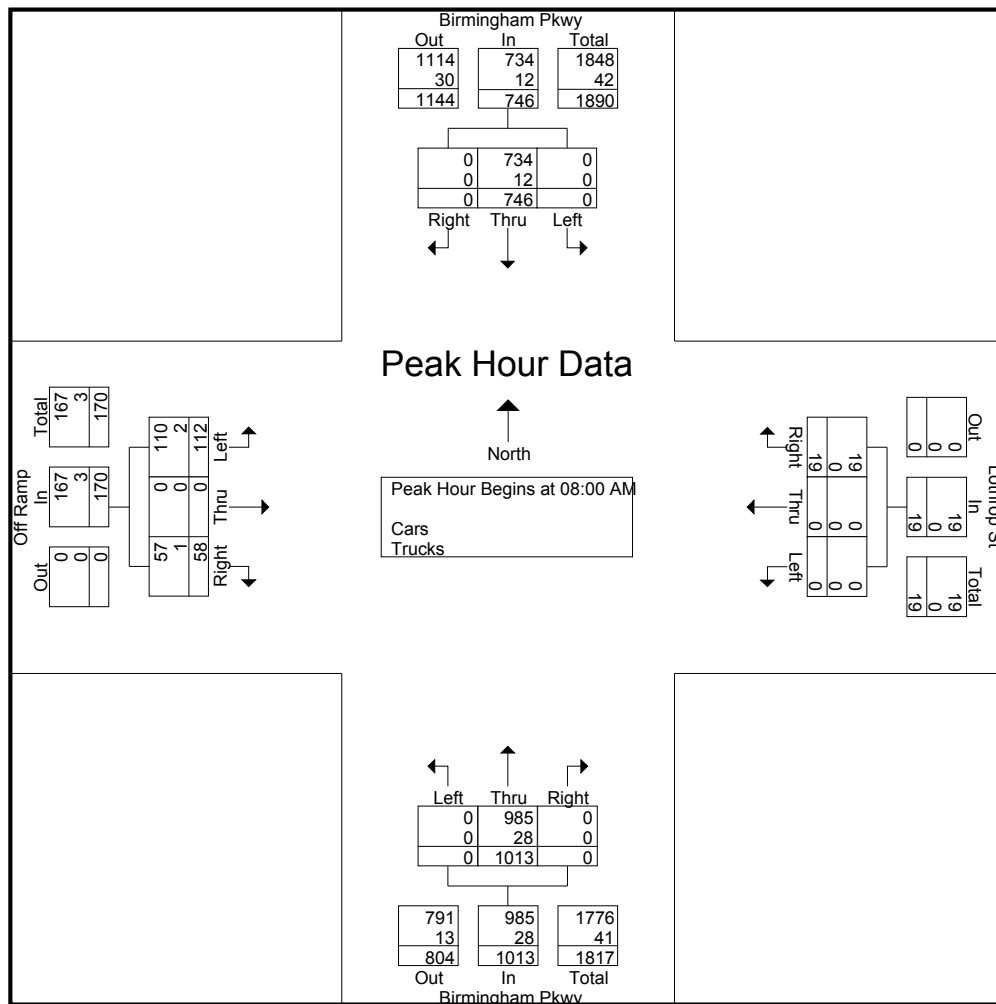 Birmingham Pkwy
Out In Total
1114 734 1848
30 12 42
1144 746 1890
0 734 0
0 12 0
0 746 0
Right Thru Left
Peak Hour Data
North
Peak Hour Begins at 08:00 AM
Cars
Trucks
Off Ramp
Out In Total
0 167 167
0 3 3
0 170 170
110 0 57
2 0 1
112 0 58
Left Thru Right
Lothrop St
Out In Total
0 19 19
0 0 0
0 19 19
Right Thru Left
19 0 0
0 0 0
19 0 0
Left Thru Right
0 985 0
0 28 0
0 1013 0
791 985 1776
13 28 41
804 1013 1817
Out In Total
Birmingham Pkwy